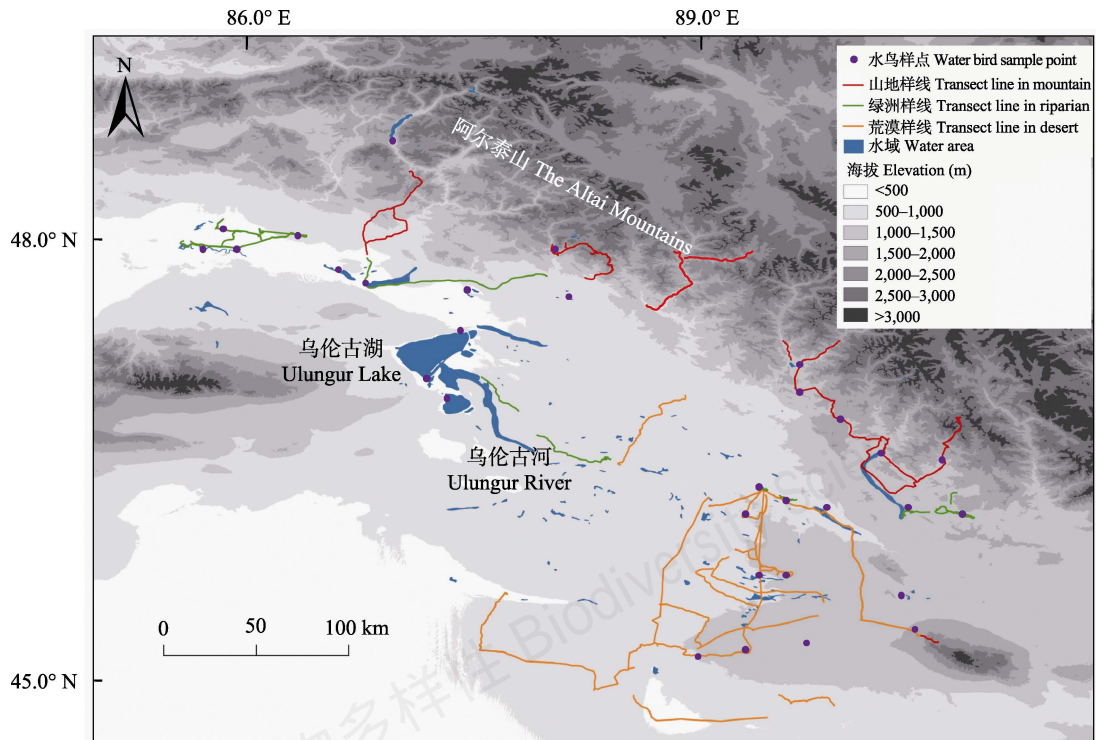 86.0° E
89.0° E
N
水鸟样点 Water bird sample point
山地样线 Transect line in mountain
绿洲样线 Transect line in riparian
荒漠样线 Transect line in desert
水域 Water area
海拔 Elevation (m)
<500
500–1,000
1,000–1,500
1,500–2,000
2,000–2,500
2,500–3,000
>3,000
阿尔泰山 The Altai Mountains
48.0° N
乌伦古湖
Ulungur Lake
乌伦古河
Ulungur River
0 50 100 km
45.0° N
多样性 Biodiversity